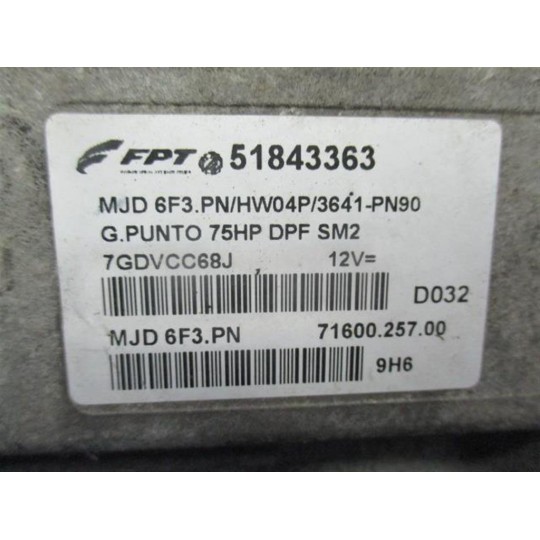 FPT 51843363
MJD 6F3.PN/HW04P/3641-PN90
G.PUNTO 75HP DPF SM2
7GDVCC68J 12V=
D032
MJD 6F3.PN 71600.257.00
9H6